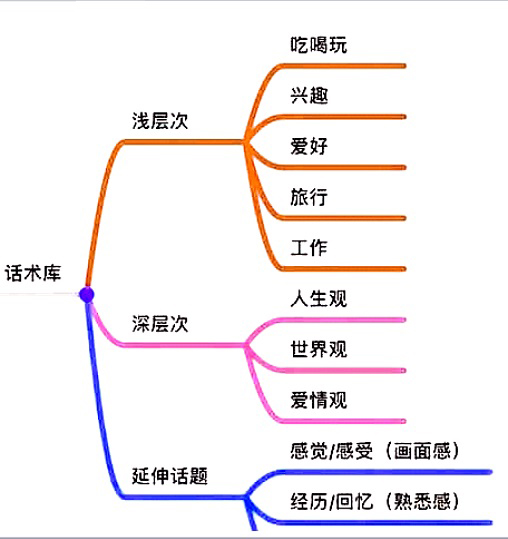 吃喝玩
兴趣
浅层次
爱好
旅行
工作
话术库
人生观
深层次
世界观
爱情观
感觉/感受（画面感）
延伸话题
经历/回忆（熟悉感）